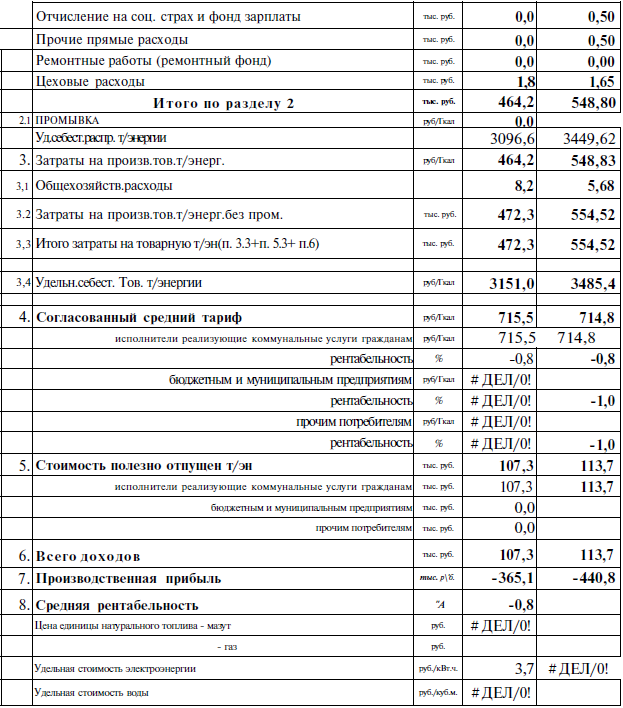 Отчисление на соц. страх и фонд зарплаты тыс. руб. 0,0 0,50
Прочие прямые расходы тыс. руб. 0,0 0,50
Ремонтные работы (ремонтный фонд) тыс. руб. 0,0 0,00
Цеховые расходы тыс. руб. 1,8 1,65
Итого по разделу 2 тыс. руб. 464,2 548,80
2.1 ПРОМЫВКА руб/Гкал 0,0
Уд.себест.распр. т/энергии 3096,6 3449,62
3. Затраты на произв.тов.т/энерг. руб/Гкал 464,2 548,83
3,1 Общехозяйств.расходы 8,2 5,68
3.2 Затраты на произв.тов.т/энерг.без пром. тыс. руб. 472,3 554,52
3,3 Итого затраты на товарную т/эн(п. 3.3+п. 5.3+ п.6) тыс. руб. 472,3 554,52
3,4 Удельн.себест. Тов. т/энергии руб/Гкал 3151,0 3485,4
4. Согласованный средний тариф руб/Гкал 715,5 714,8
исполнители реализующие коммунальные услуги гражданам руб/Гкал 715,5 714,8
рентабельность % -0,8 -0,8
бюджетным и муниципальным предприятиям руб/Гкал # ДЕЛ/0!
рентабельность % # ДЕЛ/0! -1,0
прочим потребителям руб/Гкал # ДЕЛ/0!
рентабельность % # ДЕЛ/0! -1,0
5. Стоимость полезно отпущен т/эн тыс. руб. 107,3 113,7
исполнители реализующие коммунальные услуги гражданам тыс. руб. 107,3 113,7
бюджетным и муниципальным предприятиям тыс. руб. 0,0
прочим потребителям тыс. руб. 0,0
6. Всего доходов тыс. руб. 107,3 113,7
7. Производственная прибыль тыс. р\'б. -365,1 -440,8
8. Средняя рентабельность "А -0,8
Цена единицы натурального топлива - мазут руб. # ДЕЛ/0!
- газ руб.
Удельная стоимость электроэнергии руб./кВт.ч. 3,7 # ДЕЛ/0!
Удельная стоимость воды руб./куб.м. # ДЕЛ/0!